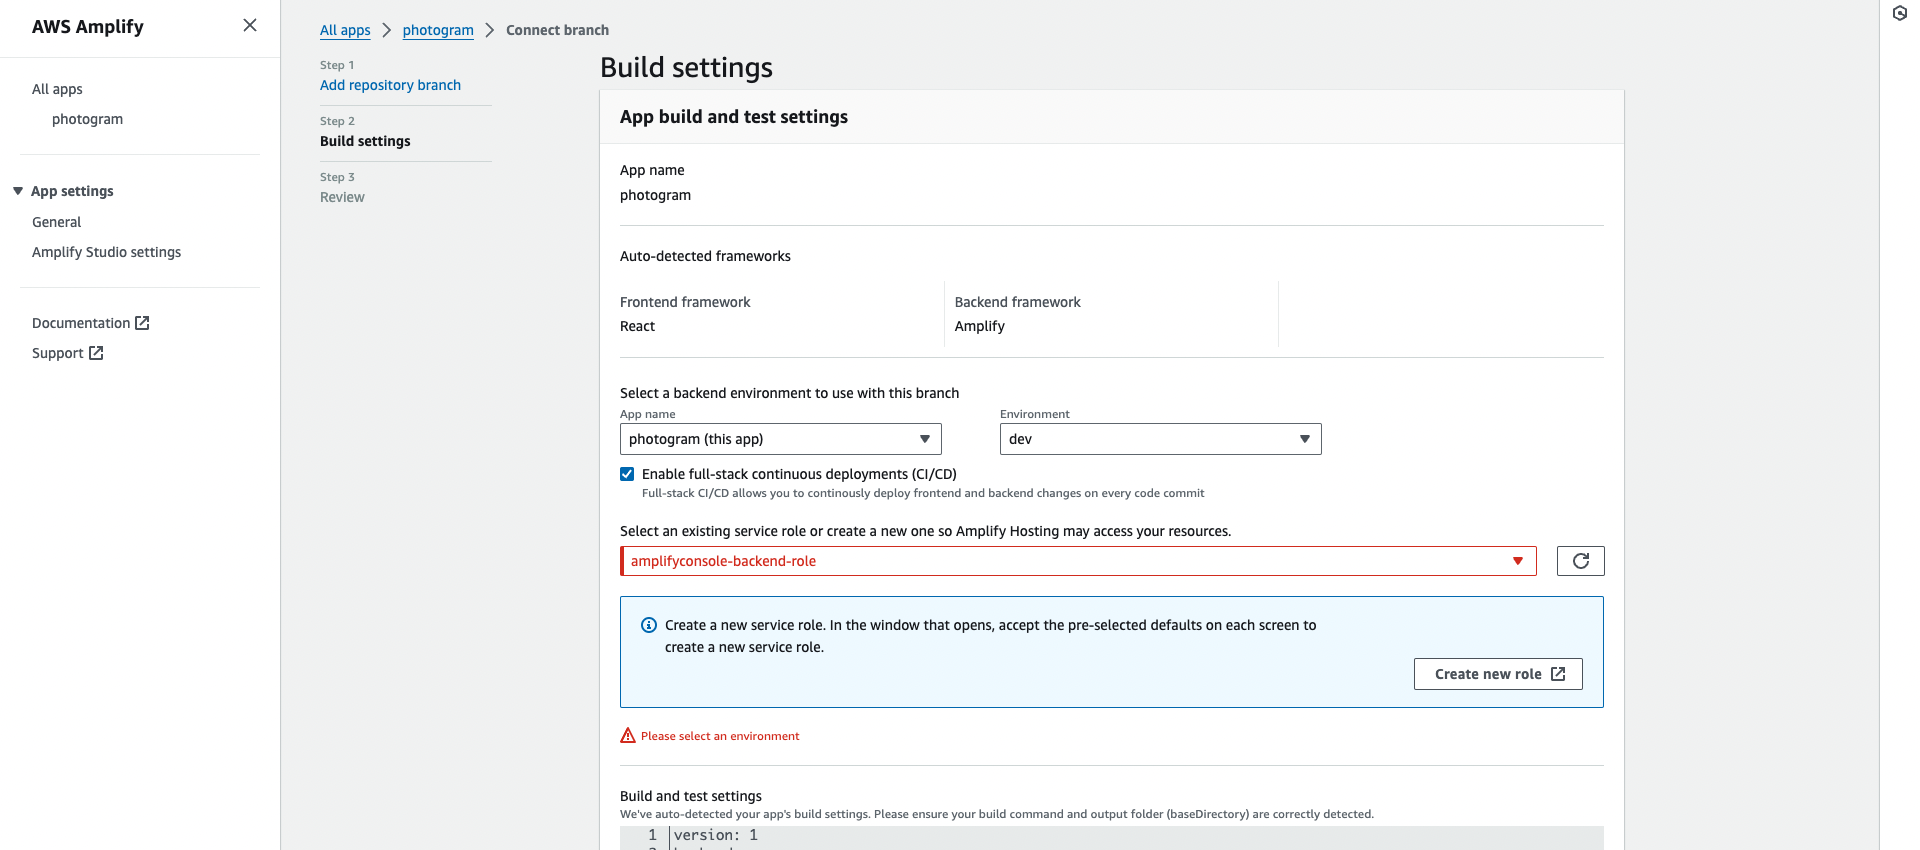 AWS Amplify
All apps
photogram
App settings
General
Amplify Studio settings
Documentation
Support
All apps > photogram > Connect branch
Step 1
Add repository branch
Step 2
Build settings
Step 3
Review
Build settings
App build and test settings
App name
photogram
Auto-detected frameworks
Frontend framework
React
Backend framework
Amplify
Select a backend environment to use with this branch
App name
photogram (this app)
Environment
dev
Enable full-stack continuous deployments (CI/CD)
Full-stack CI/CD allows you to continously deploy frontend and backend changes on every code commit
Select an existing service role or create a new one so Amplify Hosting may access your resources.
amplifyconsole-backend-role
Create a new service role. In the window that opens, accept the pre-selected defaults on each screen to
create a new service role.
Create new role
Please select an environment
Build and test settings
We've auto-detected your app's build settings. Please ensure your build command and output folder (baseDirectory) are correctly detected.
1 version: 1